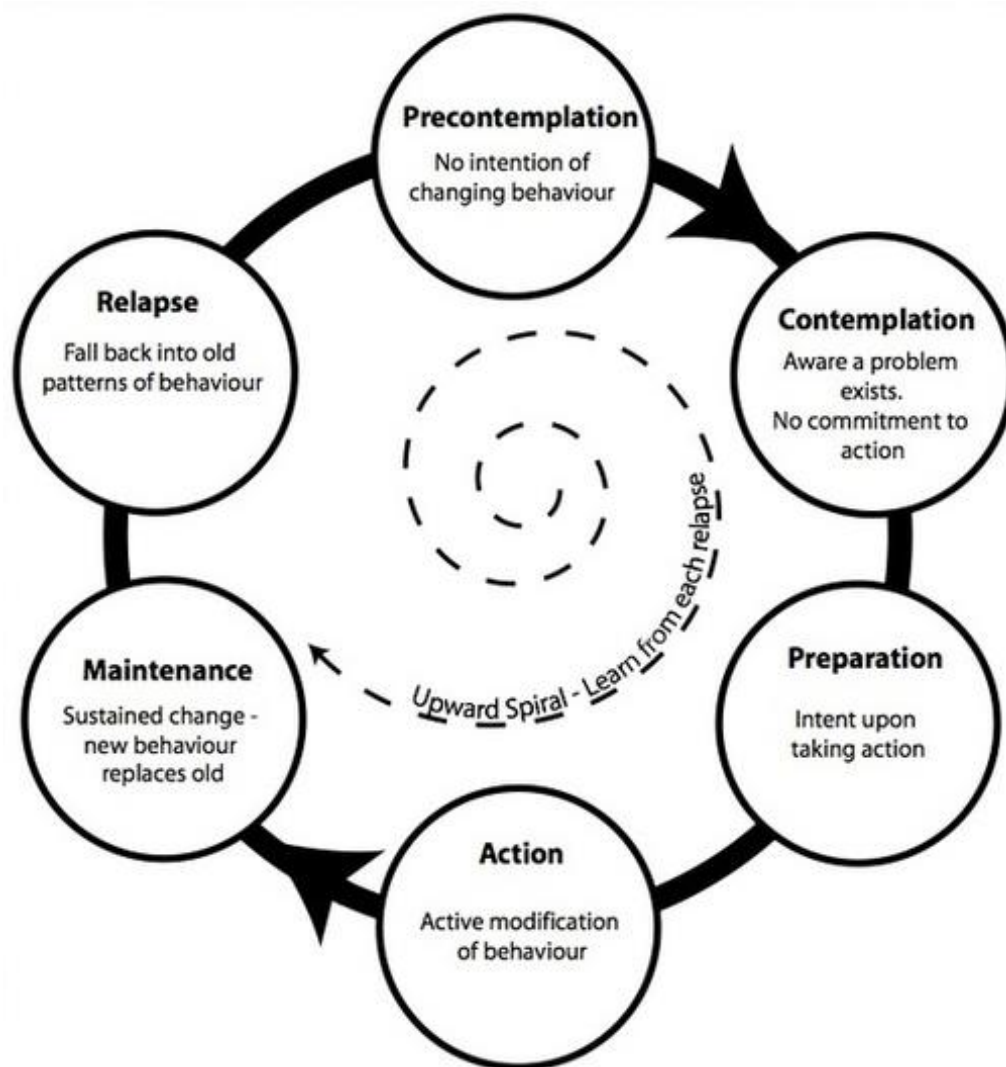 Precontemplation
No intention of
changing behaviour
Contemplation
Aware a problem
exists.
No commitment to
action
Preparation
Intent upon
taking action
Action
Active modification
of behaviour
Maintenance
Sustained change -
new behaviour
replaces old
Relapse
Fall back into old
patterns of behaviour
Upward Spiral - Learn from each relapse